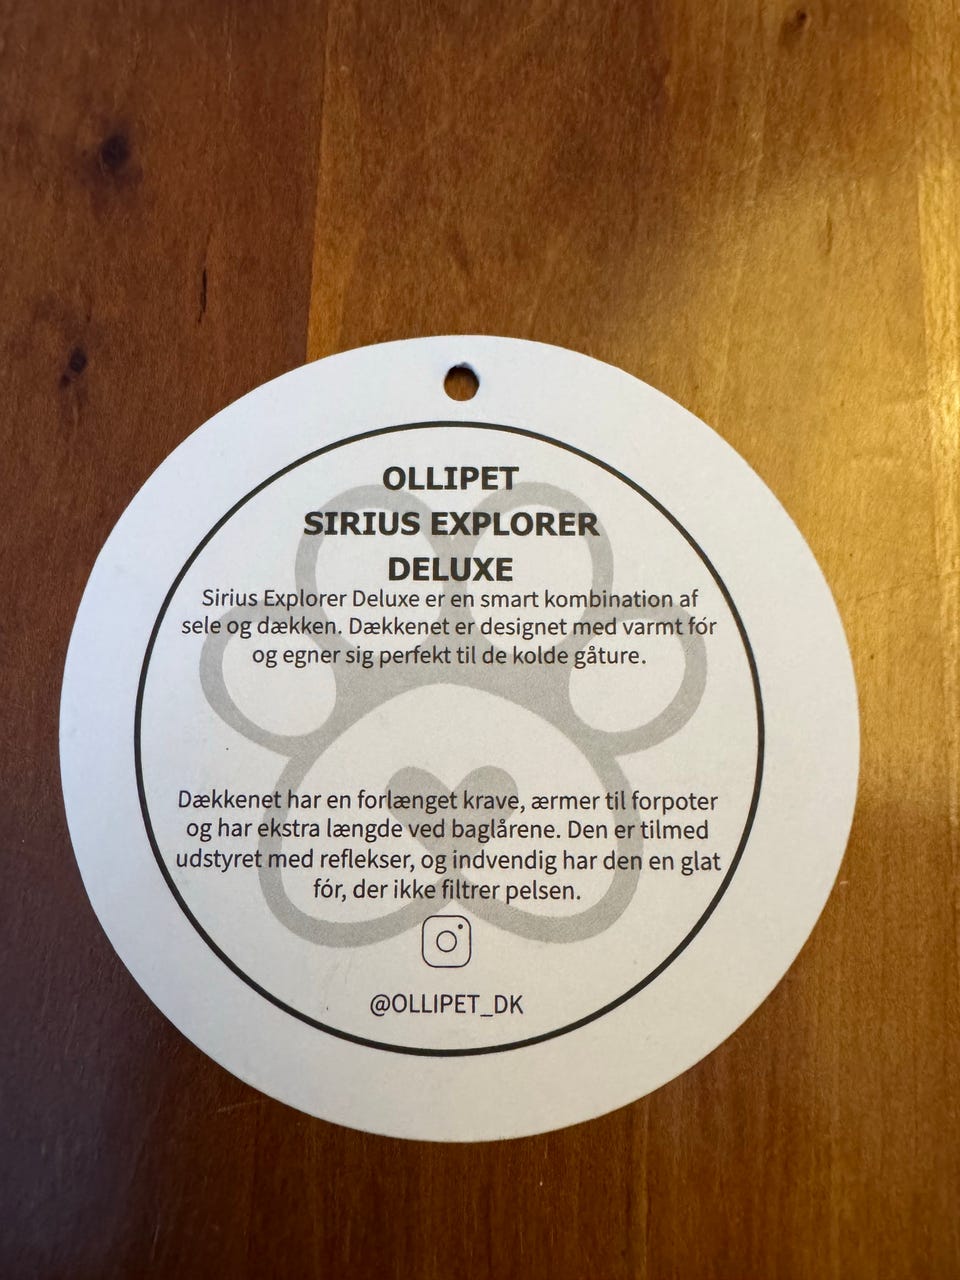 OLLIPET
SIRIUS EXPLORER
DELUXE
Sirius Explorer Deluxe er en smart kombination af
sele og dækken. Dækkenet er designet med varmt fór
og egner sig perfekt til de kolde gåture.
Dækkenet har en forlænget krave, ærmer til forpoter
og har ekstra længde ved baglårene. Den er tilmed
udstyret med reflekser, og indvendig har den en glat
fór, der ikke filtrer pelsen.
@OLLIPET_DK